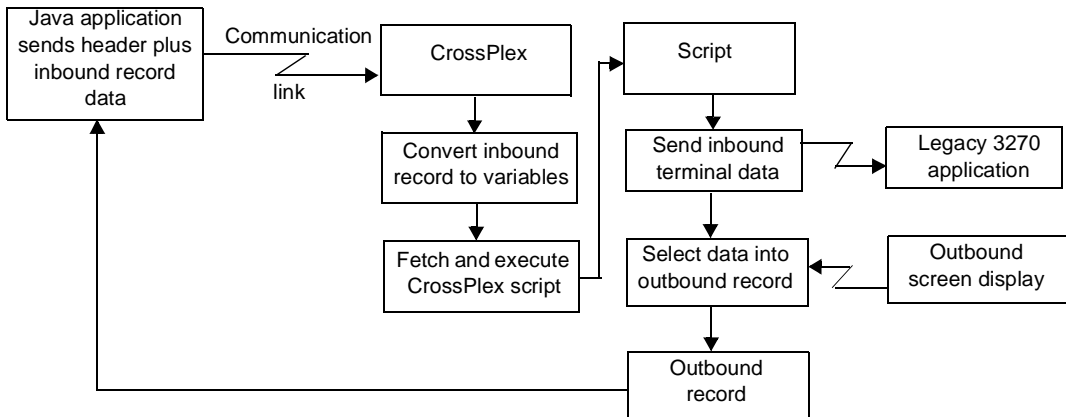 Java application
sends header plus
inbound record
data
Communication
link
CrossPlex
Convert inbound
record to variables
Fetch and execute
CrossPlex script
Script
Send inbound
terminal data
Legacy 3270
application
Select data into
outbound record
Outbound
screen display
Outbound
record